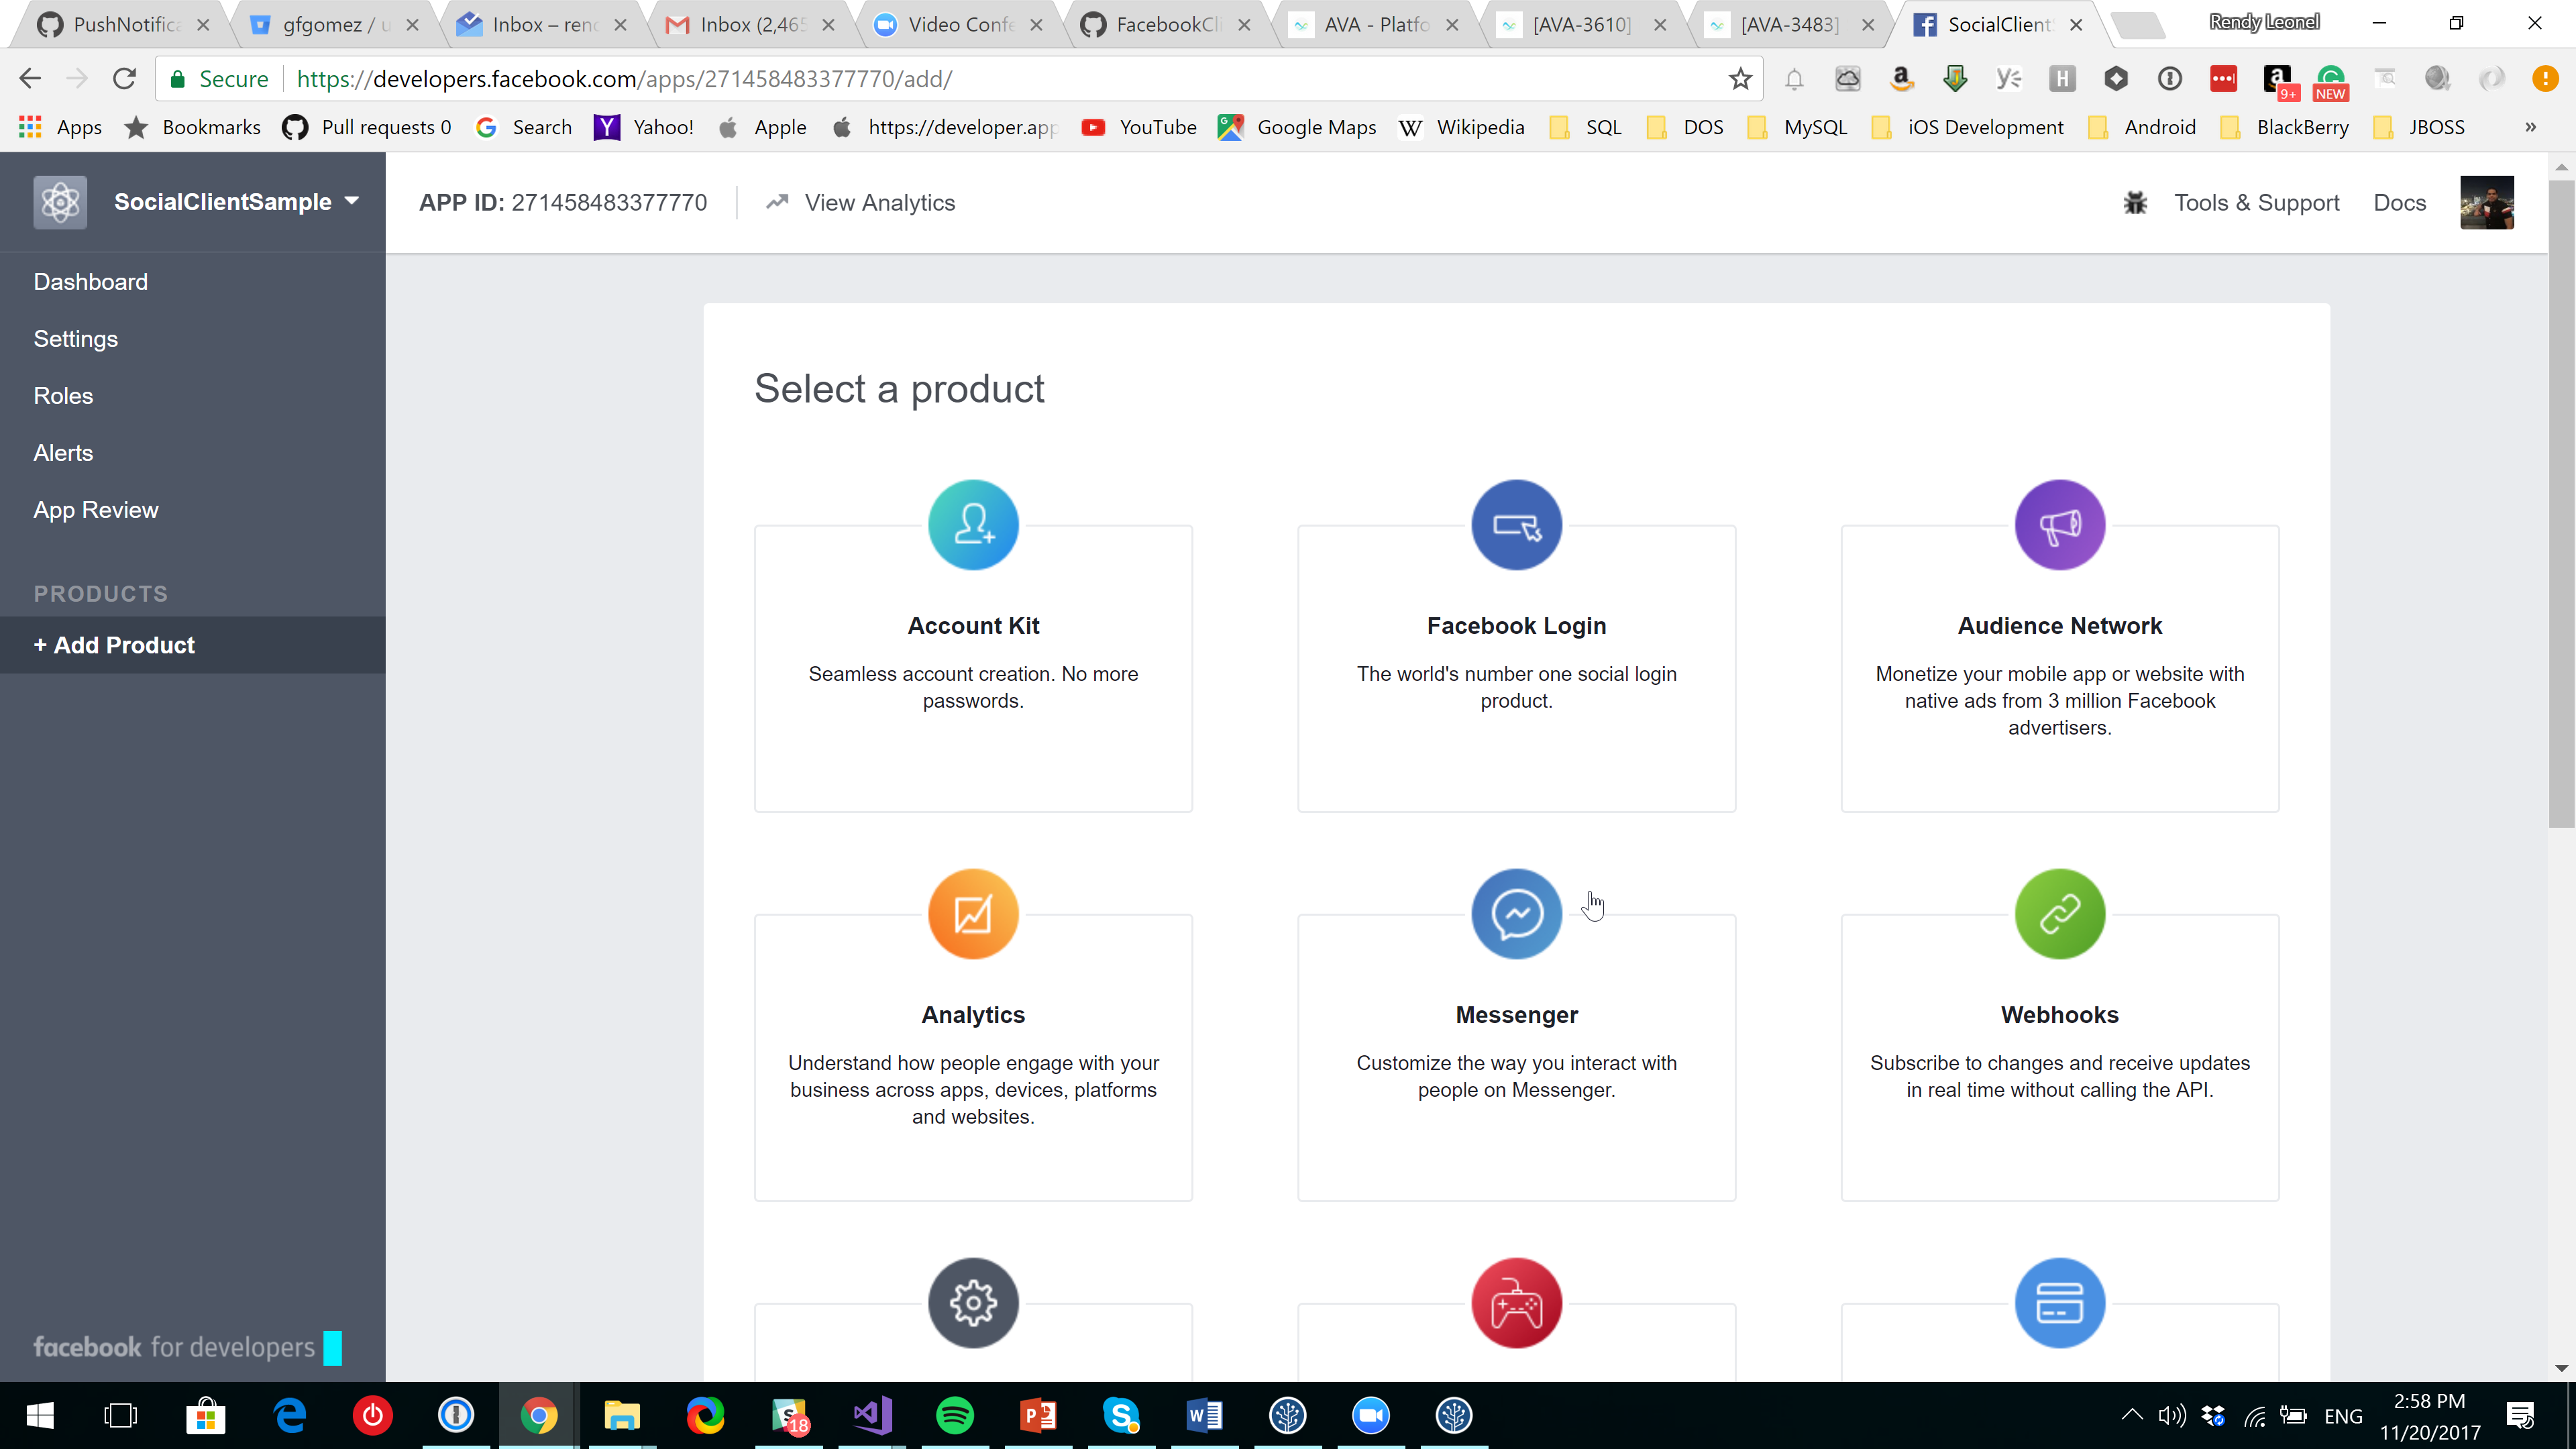 PushNotifica
gfgomez / u
Inbox – rend
Inbox (2,465
Video Confe
FacebookCli
AVA - Platfo
[AVA-3610]
[AVA-3483]
SocialClient
Rendy Leonel
Secure
https://developers.facebook.com/apps/271458483377770/add/
9+
NEW
Apps
Bookmarks
Pull requests 0
Search
Yahoo!
Apple
https://developer.app
YouTube
Google Maps
Wikipedia
SQL
DOS
MySQL
iOS Development
Android
BlackBerry
JBOSS
»
SocialClientSample
APP ID: 271458483377770
View Analytics
Tools & Support
Docs
Dashboard
Settings
Roles
Alerts
App Review
PRODUCTS
+ Add Product
facebook for developers
Select a product
Account Kit
Seamless account creation. No more
passwords.
Facebook Login
The world's number one social login
product.
Audience Network
Monetize your mobile app or website with
native ads from 3 million Facebook
advertisers.
Analytics
Understand how people engage with your
business across apps, devices, platforms
and websites.
Messenger
Customize the way you interact with
people on Messenger.
Webhooks
Subscribe to changes and receive updates
in real time without calling the API.
18
ENG
2:58 PM
11/20/2017